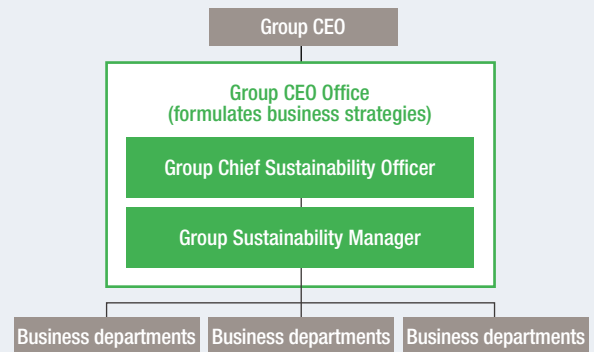 Group CEO
Group CEO Office
(formulates business strategies)
Group Chief Sustainability Officer
Group Sustainability Manager
Business departments
Business departments
Business departments